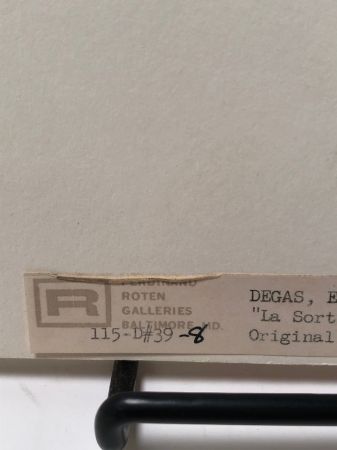 FERDINAND
R ROTEN
GALLERIES
BALTIMORE, MD.
115-D#39-8
DEGAS, E
"La Sort
Original